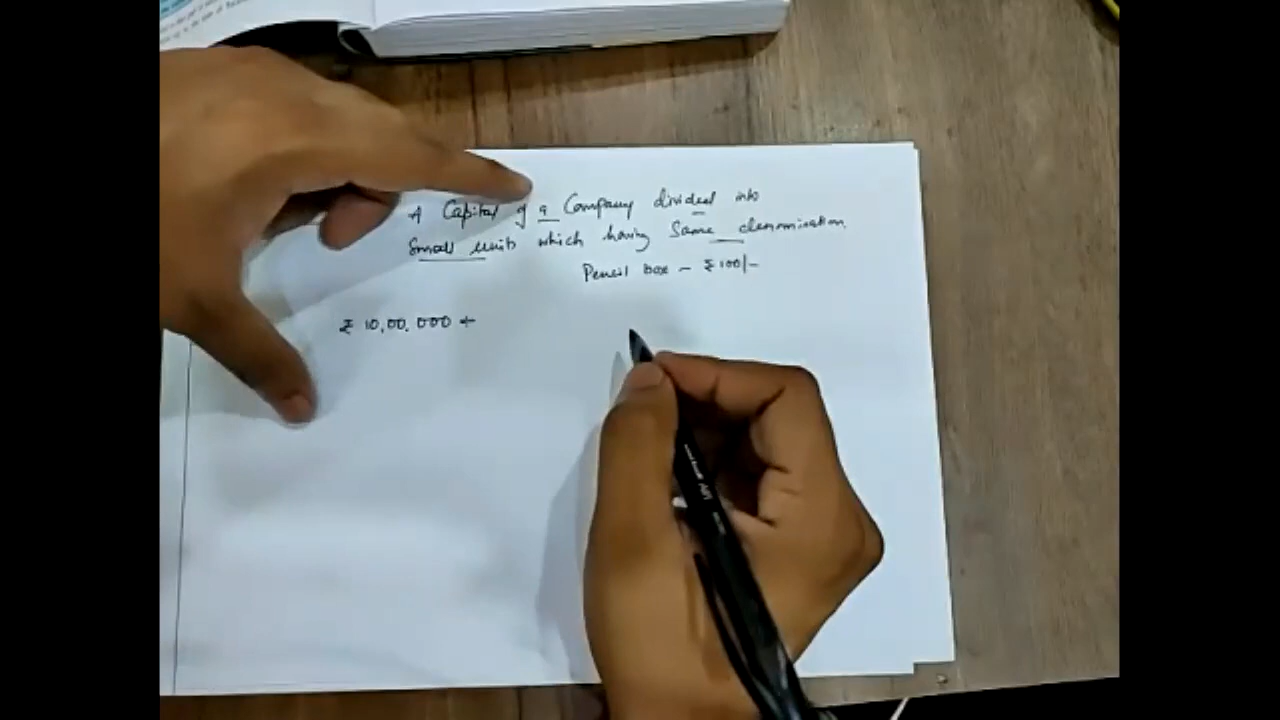 A Capital of a Company divided into
Small units which having Same denomination.
Pencil box - ₹ 100/-
₹ 10,00,000 ←